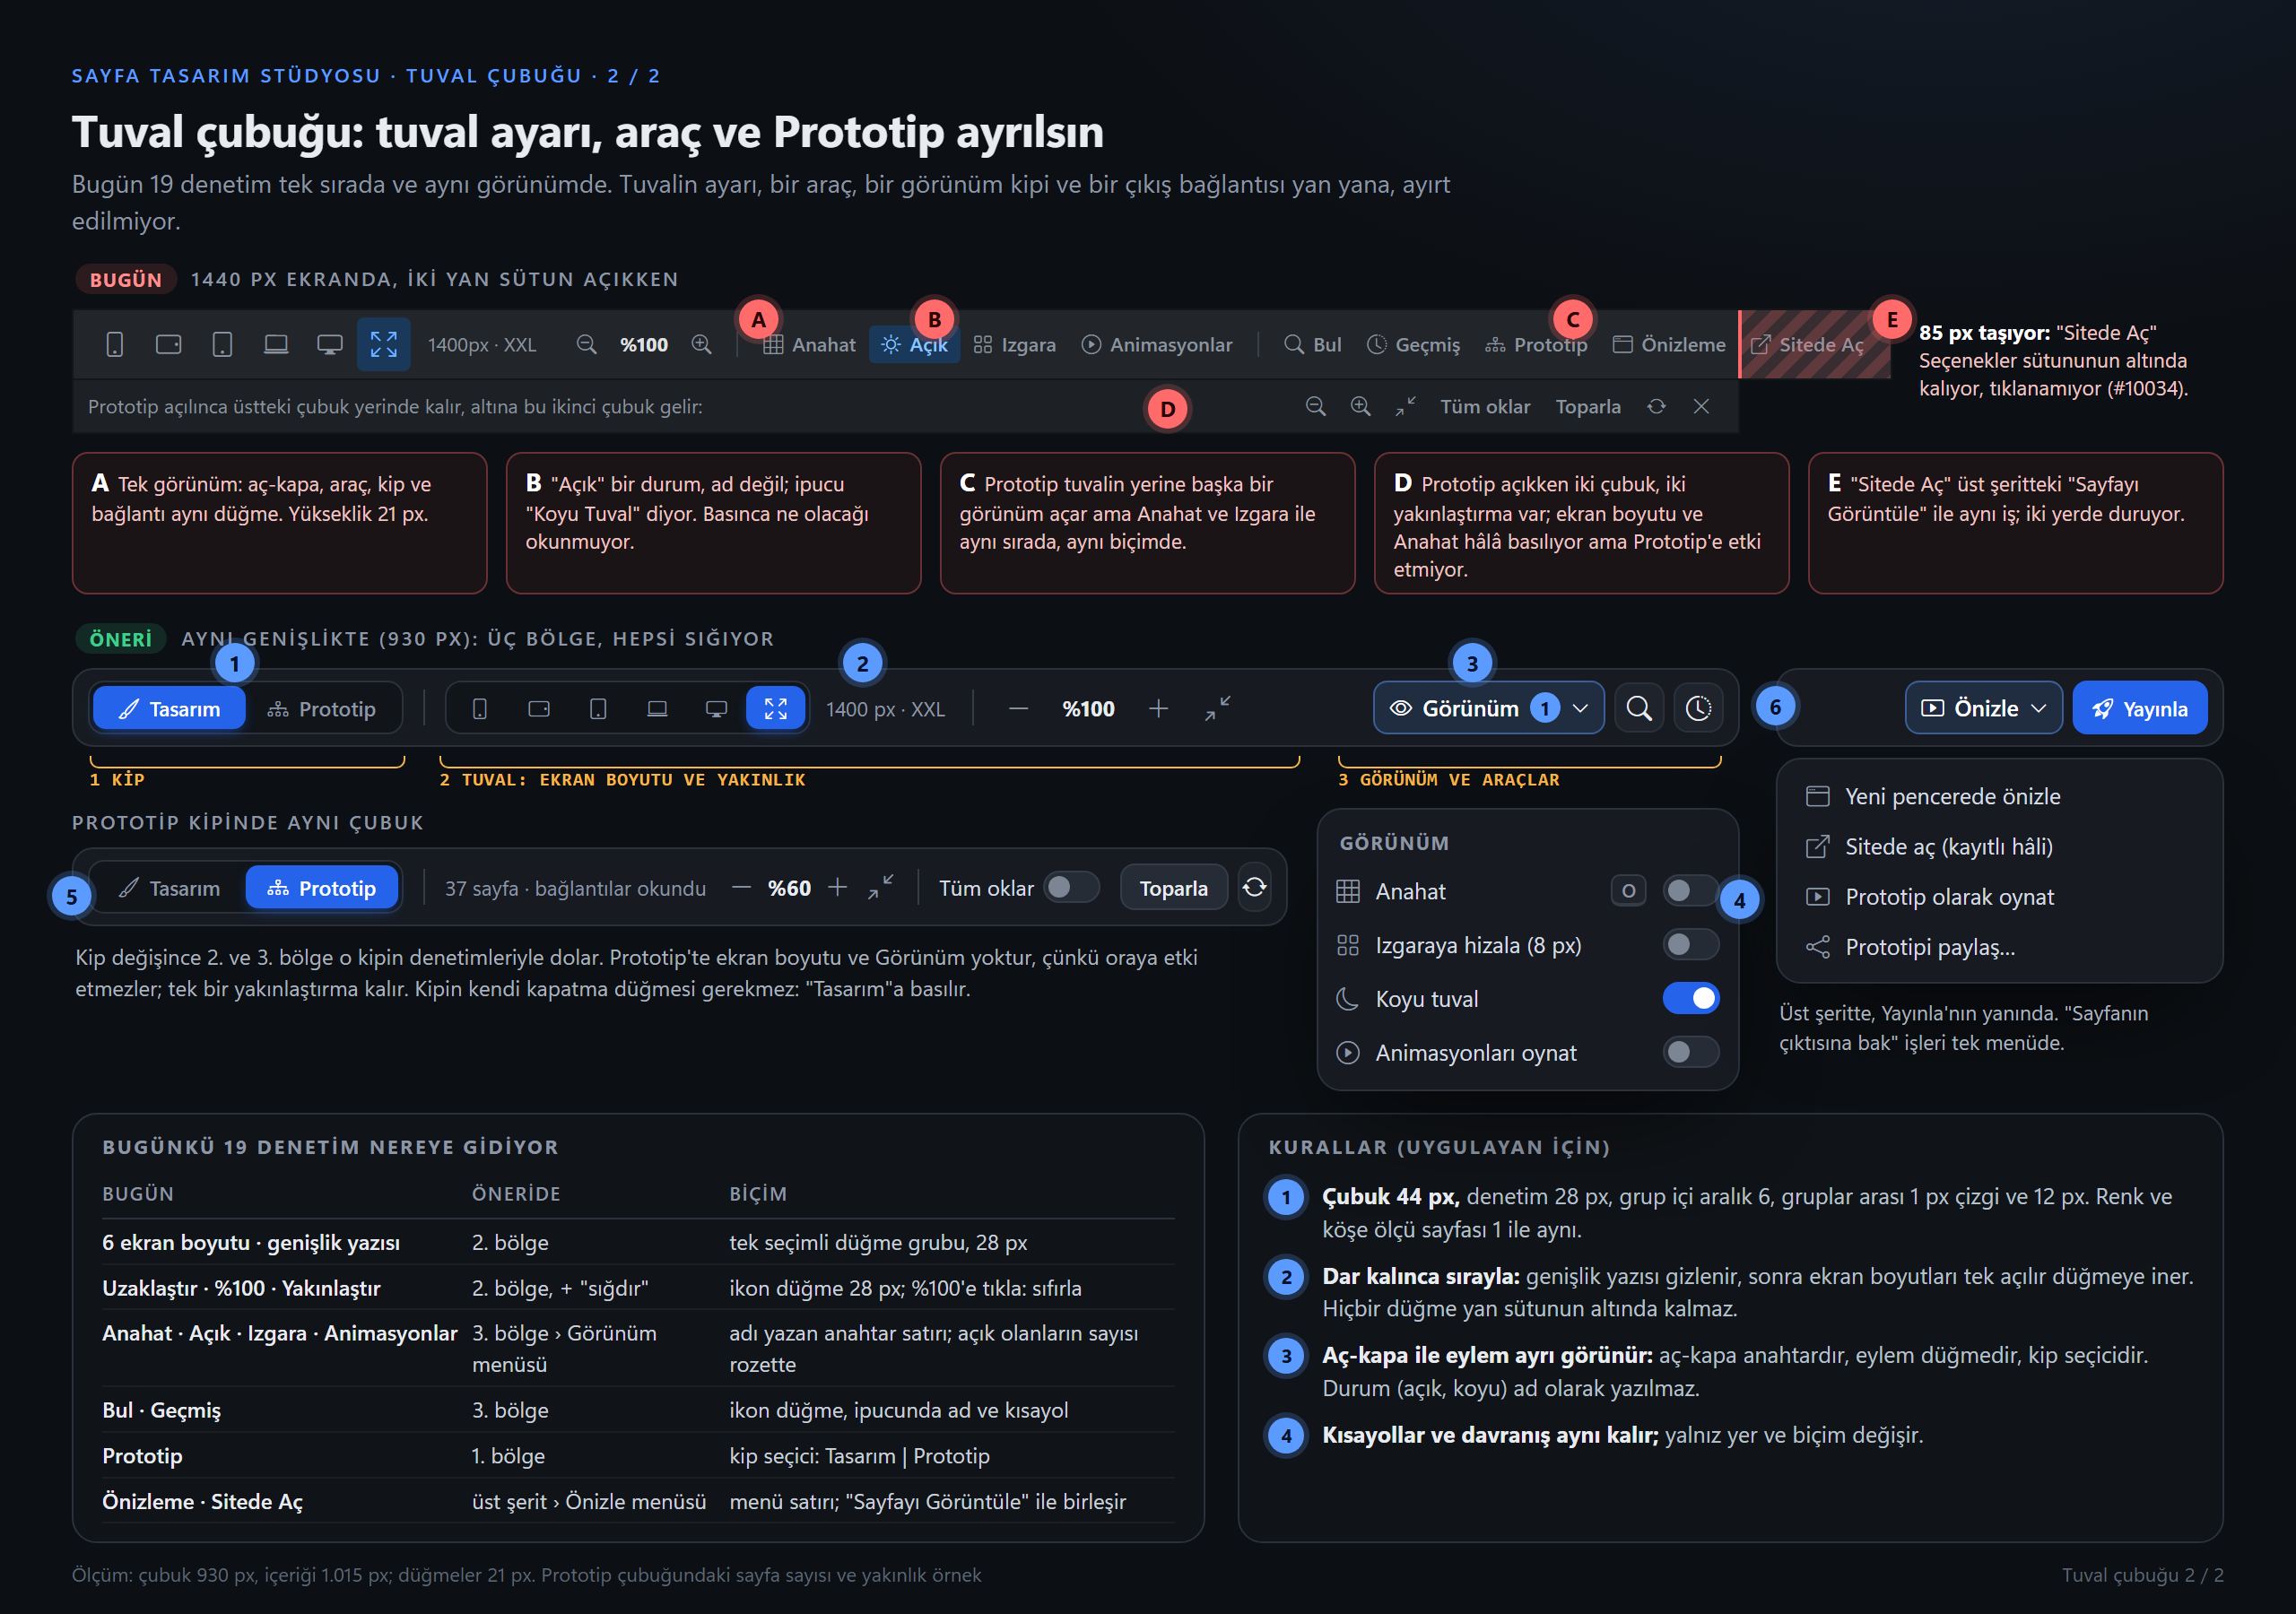 SAYFA TASARIM STÜDYOSU · TUVAL ÇUBUĞU · 2 / 2
Tuval çubuğu: tuval ayarı, araç ve Prototip ayrılsın
Bugün 19 denetim tek sırada ve aynı görünümde. Tuvalin ayarı, bir araç, bir görünüm kipi ve bir çıkış bağlantısı yan yana, ayırt
edilmiyor.
BUGÜN 1440 PX EKRANDA, İKİ YAN SÜTUN AÇIKKEN
A B C E
1400px · XXL %100 Anahat Açık Izgara Animasyonlar Bul Geçmiş Prototip Önizleme Sitede Aç
85 px taşıyor: "Sitede Aç"
Seçenekler sütununun altında
kalıyor, tıklanamıyor (#10034).
Prototip açılınca üstteki çubuk yerinde kalır, altına bu ikinci çubuk gelir: D Tüm oklar Toparla
A Tek görünüm: aç-kapa, araç, kip ve
bağlantı aynı düğme. Yükseklik 21 px.
B "Açık" bir durum, ad değil; ipucu
"Koyu Tuval" diyor. Basınca ne olacağı
okunmuyor.
C Prototip tuvalin yerine başka bir
görünüm açar ama Anahat ve Izgara ile
aynı sırada, aynı biçimde.
D Prototip açıkken iki çubuk, iki
yakınlaştırma var; ekran boyutu ve
Anahat hâlâ basılıyor ama Prototip'e etki
etmiyor.
E "Sitede Aç" üst şeritteki "Sayfayı
Görüntüle" ile aynı iş; iki yerde duruyor.
ÖNERİ AYNI GENİŞLİKTE (930 PX): ÜÇ BÖLGE, HEPSİ SIĞIYOR
1 2 3
Tasarım Prototip 1400 px · XXL %100 Görünüm 1 6 Önizle Yayınla
1 KİP 2 TUVAL: EKRAN BOYUTU VE YAKINLIK 3 GÖRÜNÜM VE ARAÇLAR
PROTOTİP KİPİNDE AYNI ÇUBUK
5 Tasarım Prototip 37 sayfa · bağlantılar okundu %60 Tüm oklar Toparla
Kip değişince 2. ve 3. bölge o kipin denetimleriyle dolar. Prototip'te ekran boyutu ve Görünüm yoktur, çünkü oraya etki
etmezler; tek bir yakınlaştırma kalır. Kipin kendi kapatma düğmesi gerekmez: "Tasarım"a basılır.
GÖRÜNÜM
Anahat O 4
Izgaraya hizala (8 px)
Koyu tuval
Animasyonları oynat
Yeni pencerede önizle
Sitede aç (kayıtlı hâli)
Prototip olarak oynat
Prototipi paylaş...
Üst şeritte, Yayınla'nın yanında. "Sayfanın
çıktısına bak" işleri tek menüde.
BUGÜNKÜ 19 DENETİM NEREYE GİDİYOR
BUGÜN ÖNERİDE BİÇİM
6 ekran boyutu · genişlik yazısı 2. bölge tek seçimli düğme grubu, 28 px
Uzaklaştır · %100 · Yakınlaştır 2. bölge, + "sığdır" ikon düğme 28 px; %100'e tıkla: sıfırla
Anahat · Açık · Izgara · Animasyonlar 3. bölge › Görünüm adı yazan anahtar satırı; açık olanların sayısı
menüsü rozette
Bul · Geçmiş 3. bölge ikon düğme, ipucunda ad ve kısayol
Prototip 1. bölge kip seçici: Tasarım | Prototip
Önizleme · Sitede Aç üst şerit › Önizle menüsü menü satırı; "Sayfayı Görüntüle" ile birleşir
KURALLAR (UYGULAYAN İÇİN)
1 Çubuk 44 px, denetim 28 px, grup içi aralık 6, gruplar arası 1 px çizgi ve 12 px. Renk ve
köşe ölçü sayfası 1 ile aynı.
2 Dar kalınca sırayla: genişlik yazısı gizlenir, sonra ekran boyutları tek açılır düğmeye iner.
Hiçbir düğme yan sütunun altında kalmaz.
3 Aç-kapa ile eylem ayrı görünür: aç-kapa anahtardır, eylem düğmedir, kip seçicidir.
Durum (açık, koyu) ad olarak yazılmaz.
4 Kısayollar ve davranış aynı kalır; yalnız yer ve biçim değişir.
Ölçüm: çubuk 930 px, içeriği 1.015 px; düğmeler 21 px. Prototip çubuğundaki sayfa sayısı ve yakınlık örnek
Tuval çubuğu 2 / 2